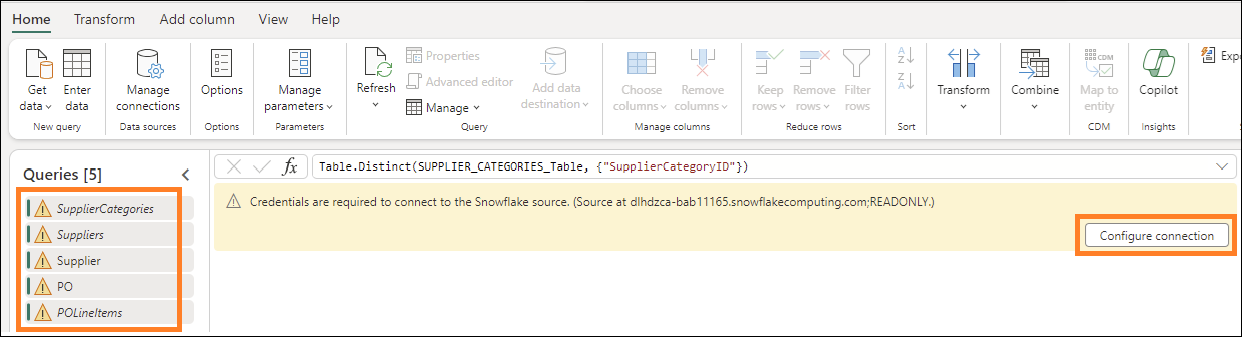 Home Transform Add column View Help
Get data
Enter data
New query
Manage connections
Data sources
Options
Options
Manage parameters
Parameters
Refresh
Properties
Advanced editor
Manage
Add data destination
Query
Choose columns
Remove columns
Manage columns
Keep rows
Remove rows
Filter rows
Reduce rows
A
Z
Z
A
Sort
Transform
Combine
CDM
Map to entity
CDM
Copilot
Insights
Queries [5]
fx Table.Distinct(SUPPLIER_CATEGORIES_Table, {"SupplierCategoryID"})
Credentials are required to connect to the Snowflake source. (Source at dlhdzca-bab11165.snowflakecomputing.com;READONLY.)
Configure connection
SupplierCategories
Suppliers
Supplier
PO
POLineItems